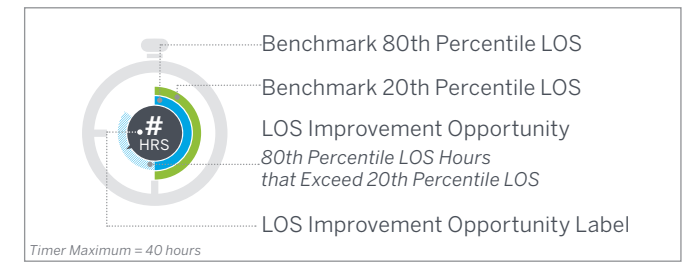 Benchmark 80th Percentile LOS
Benchmark 20th Percentile LOS
#
HRS
LOS Improvement Opportunity
80th Percentile LOS Hours
that Exceed 20th Percentile LOS
LOS Improvement Opportunity Label
Timer Maximum = 40 hours